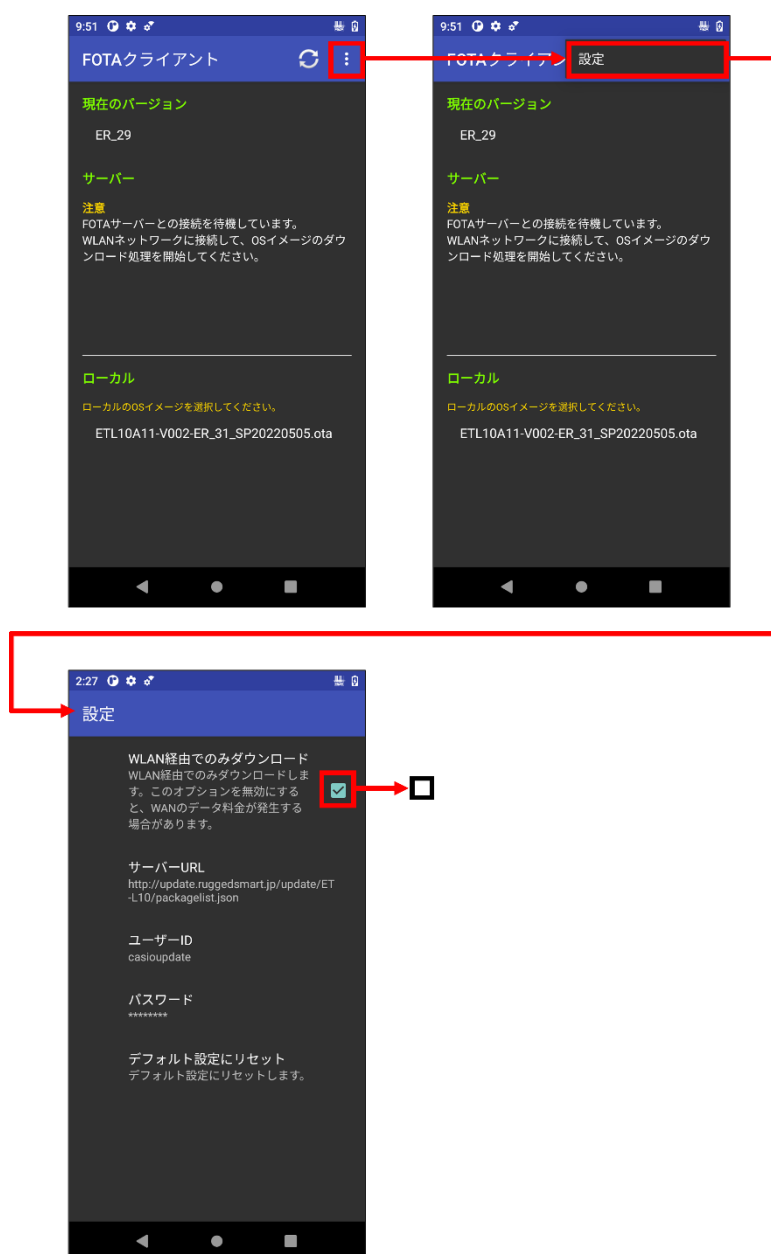 9:51
FOTAクライアント
現在のバージョン
ER_29
サーバー
注意
FOTAサーバーとの接続を待機しています。
WLANネットワークに接続して、OSイメージのダウ
ンロード処理を開始してください。
ローカル
ローカルのOSイメージを選択してください。
ETL10A11-V002-ER_31_SP20220505.ota
9:51
FOTAクライアン
設定
現在のバージョン
ER_29
サーバー
注意
FOTAサーバーとの接続を待機しています。
WLANネットワークに接続して、OSイメージのダウ
ンロード処理を開始してください。
ローカル
ローカルのOSイメージを選択してください。
ETL10A11-V002-ER_31_SP20220505.ota
2:27
設定
WLAN経由でのみダウンロード
WLAN経由でのみダウンロードしま
す。このオプションを無効にする
と、WANのデータ料金が発生する
場合があります。
サーバーURL
http://update.ruggedsmart.jp/update/ET
-L10/packagelist.json
ユーザーID
casioupdate
パスワード
********
デフォルト設定にリセット
デフォルト設定にリセットします。